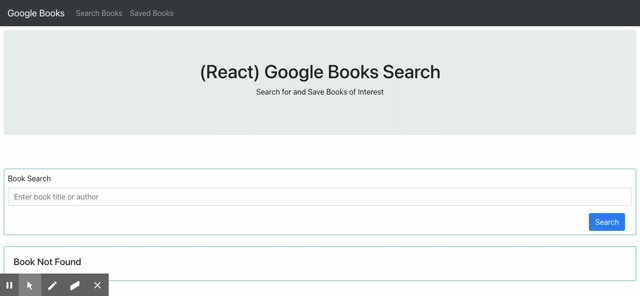 Google Books Search Books Saved Books
(React) Google Books Search
Search for and Save Books of Interest
Book Search
Enter book title or author
Search
Book Not Found